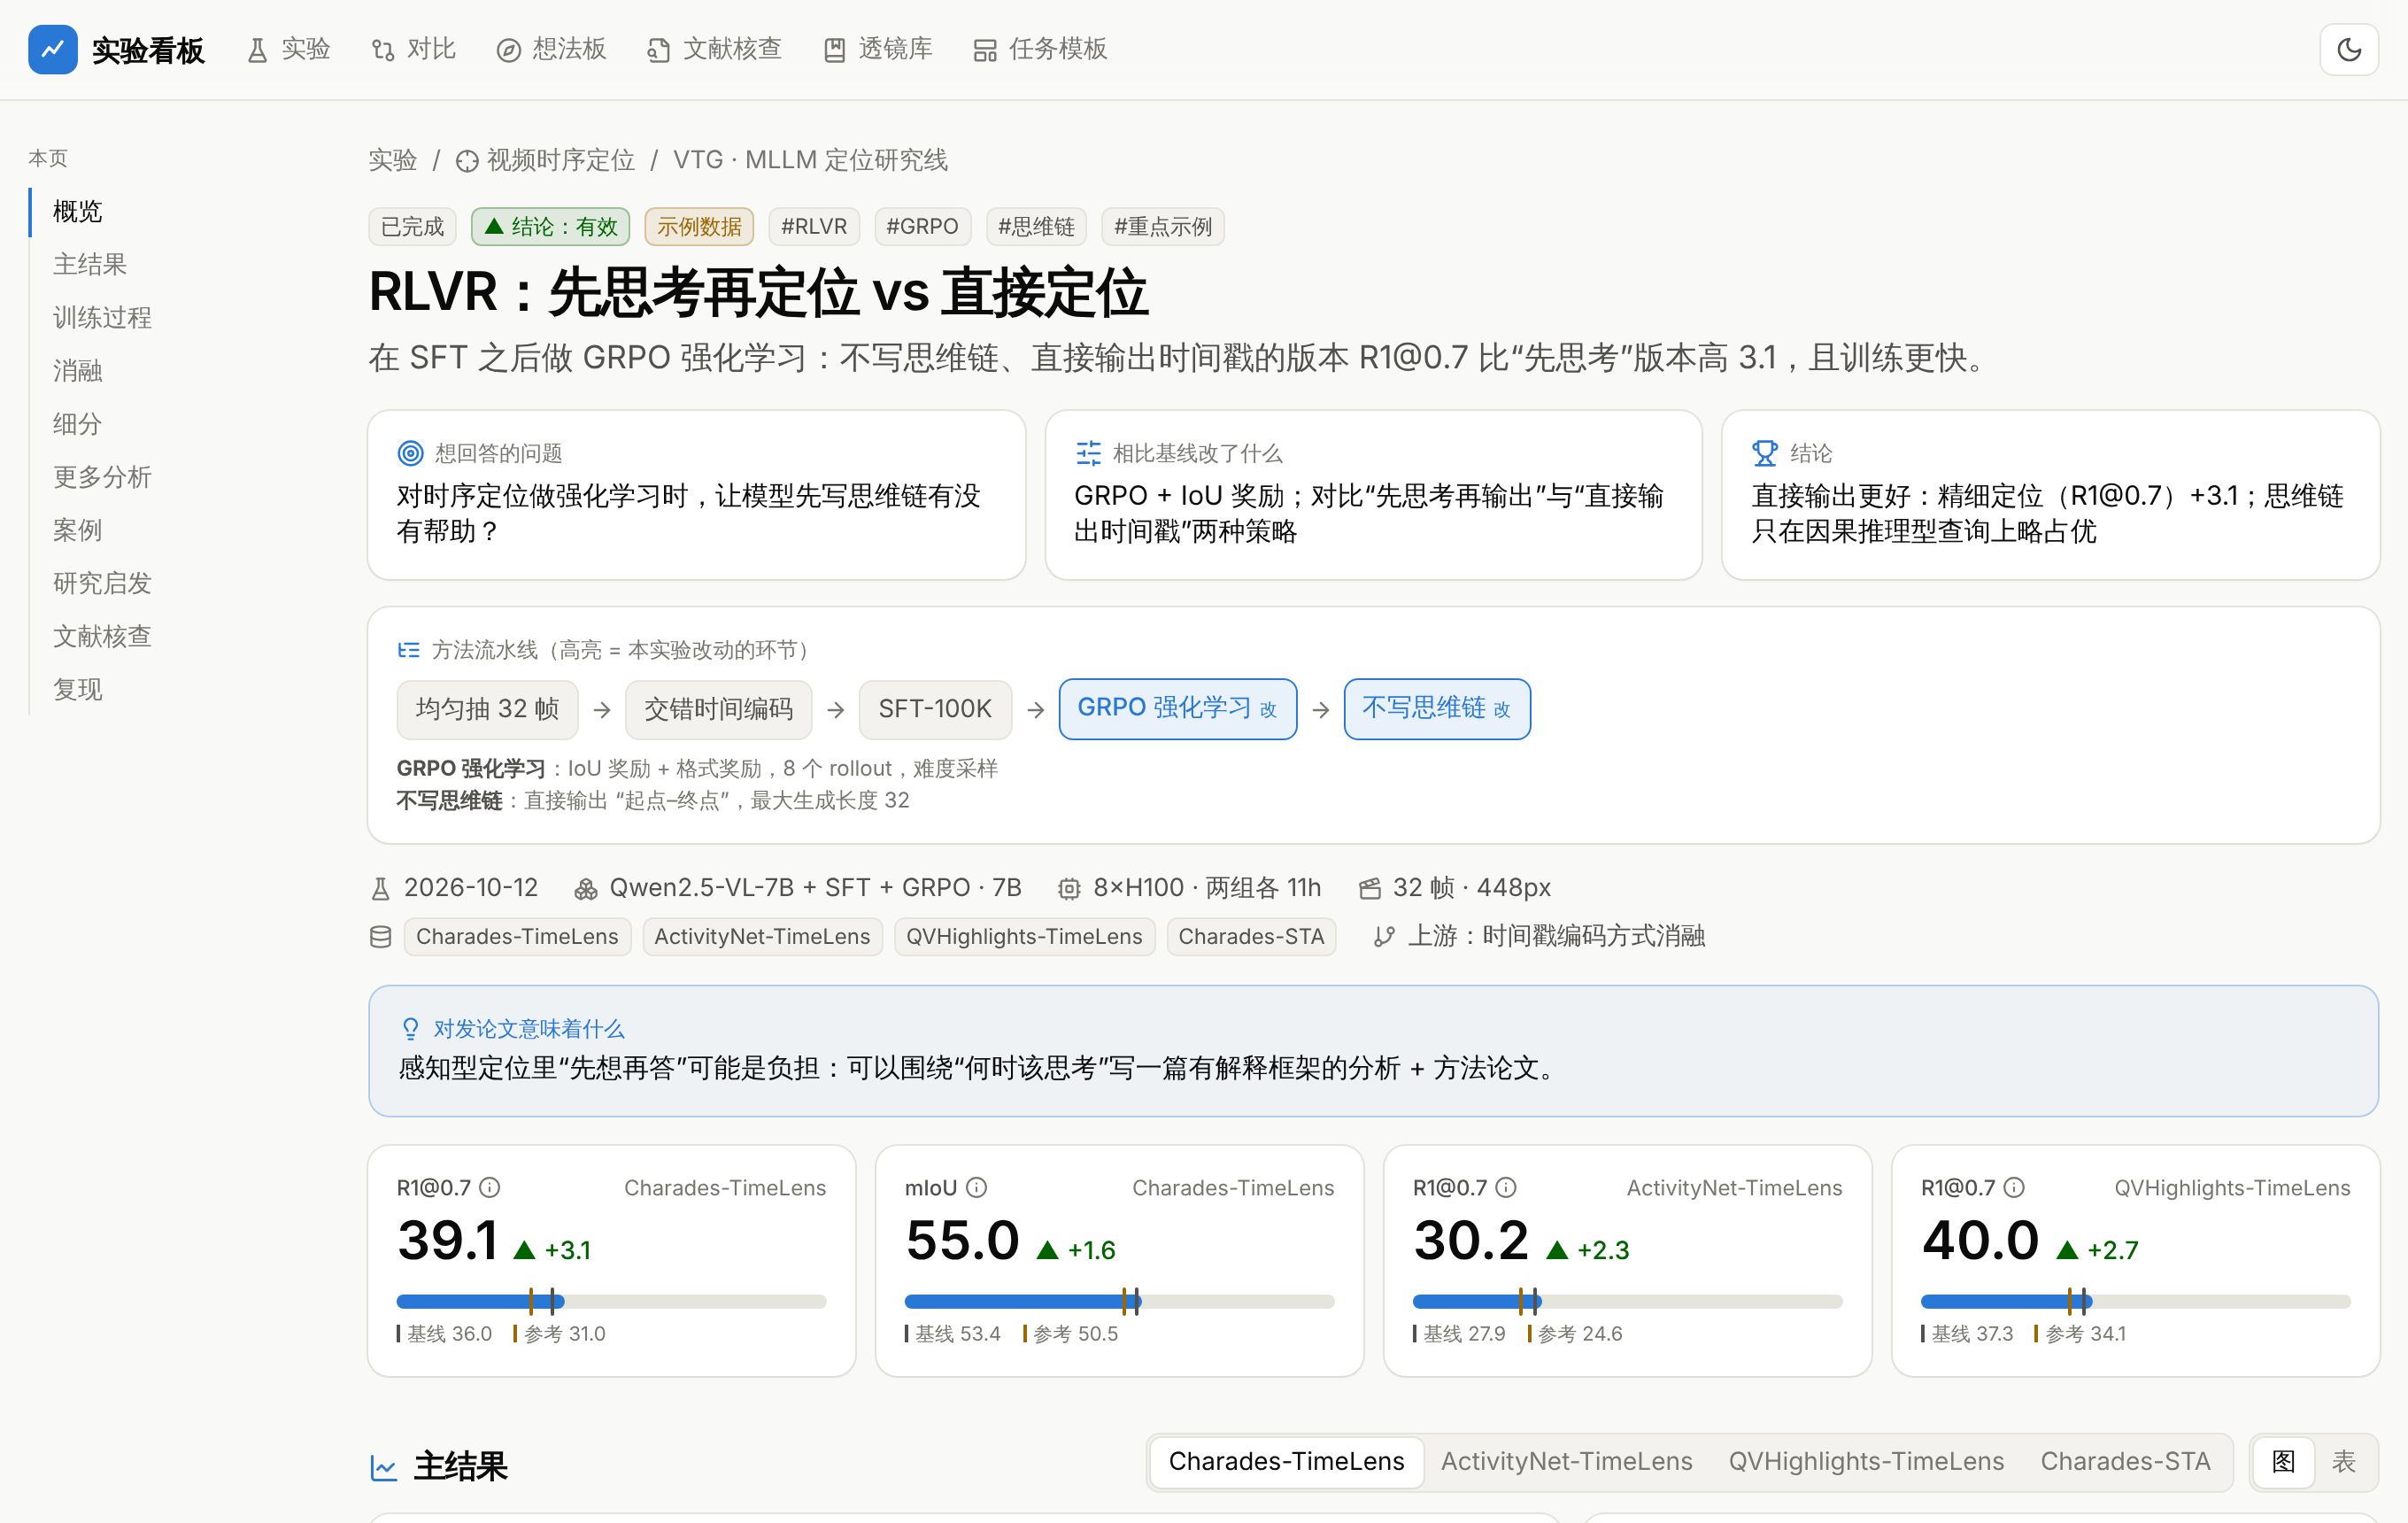 实验看板 实验 对比 想法板 文献核查 透镜库 任务模板
本页
概览
主结果
训练过程
消融
细分
更多分析
案例
研究启发
文献核查
复现
实验 / 视频时序定位 / VTG · MLLM 定位研究线
已完成 ▲ 结论：有效 示例数据 #RLVR #GRPO #思维链 #重点示例
RLVR：先思考再定位 vs 直接定位
在 SFT 之后做 GRPO 强化学习：不写思维链、直接输出时间戳的版本 R1@0.7 比“先思考”版本高 3.1，且训练更快。
想回答的问题
对时序定位做强化学习时，让模型先写思维链有没
有帮助？
相比基线改了什么
GRPO + IoU 奖励；对比“先思考再输出”与“直接输
出时间戳”两种策略
结论
直接输出更好：精细定位（R1@0.7）+3.1；思维链
只在因果推理型查询上略占优
方法流水线（高亮 = 本实验改动的环节）
均匀抽 32 帧 → 交错时间编码 → SFT-100K → GRPO 强化学习 改 → 不写思维链 改
GRPO 强化学习：IoU 奖励 + 格式奖励，8 个 rollout，难度采样
不写思维链：直接输出 “起点–终点”，最大生成长度 32
2026-10-12 Qwen2.5-VL-7B + SFT + GRPO · 7B 8×H100 · 两组各 11h 32 帧 · 448px
Charades-TimeLens ActivityNet-TimeLens QVHighlights-TimeLens Charades-STA 上游：时间戳编码方式消融
对发论文意味着什么
感知型定位里“先想再答”可能是负担：可以围绕“何时该思考”写一篇有解释框架的分析 + 方法论文。
R1@0.7 Charades-TimeLens
39.1 ▲ +3.1
基线 36.0 参考 31.0
mIoU Charades-TimeLens
55.0 ▲ +1.6
基线 53.4 参考 50.5
R1@0.7 ActivityNet-TimeLens
30.2 ▲ +2.3
基线 27.9 参考 24.6
R1@0.7 QVHighlights-TimeLens
40.0 ▲ +2.7
基线 37.3 参考 34.1
主结果 Charades-TimeLens ActivityNet-TimeLens QVHighlights-TimeLens Charades-STA 图 表